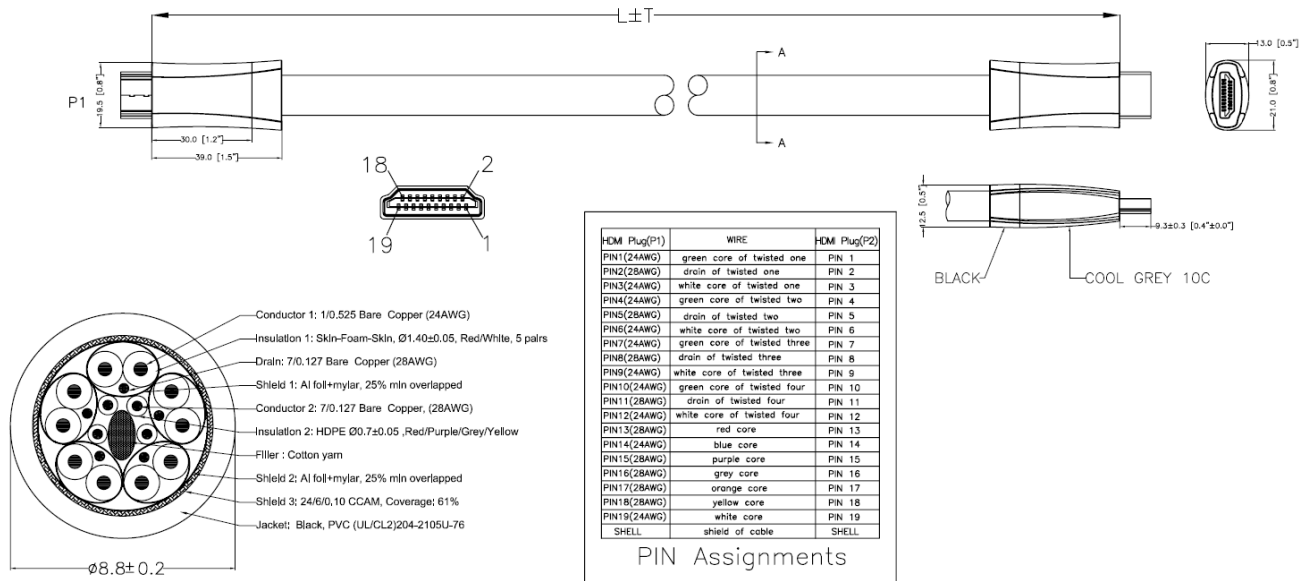 L±T
A
A
13.0 [0.5"]
21.0 [0.8"]
P1
19.5 [0.8"]
30.0 [1.2"]
39.0 [1.5"]
18 2
19 1
12.5 [0.5"]
9.3±0.3 [0.4"±0.0"]
BLACK
COOL GREY 10C
Conductor 1: 1/0.525 Bare Copper (24AWG)
Insulation 1: Skin-Foam-Skin, Ø1.40±0.05, Red/White, 5 pairs
Drain: 7/0.127 Bare Copper (28AWG)
Shield 1: Al foil+mylar, 25% min overlapped
Conductor 2: 7/0.127 Bare Copper, (28AWG)
Insulation 2: HDPE Ø0.7±0.05 ,Red/Purple/Grey/Yellow
Filler : Cotton yarn
Shield 2: Al foil+mylar, 25% min overlapped
Shield 3: 24/6/0.10 CCAM, Coverage: 61%
Jacket: Black, PVC (UL/CL2)204-2105U-76
Ø8.8±0.2
HDMI Plug(P1) WIRE HDMI Plug(P2)
PIN1(24AWG) green core of twisted one PIN 1
PIN2(28AWG) drain of twisted one PIN 2
PIN3(24AWG) white core of twisted one PIN 3
PIN4(24AWG) green core of twisted two PIN 4
PIN5(28AWG) drain of twisted two PIN 5
PIN6(24AWG) white core of twisted two PIN 6
PIN7(24AWG) green core of twisted three PIN 7
PIN8(28AWG) drain of twisted three PIN 8
PIN9(24AWG) white core of twisted three PIN 9
PIN10(24AWG) green core of twisted four PIN 10
PIN11(28AWG) drain of twisted four PIN 11
PIN12(24AWG) white core of twisted four PIN 12
PIN13(28AWG) red core PIN 13
PIN14(24AWG) blue core PIN 14
PIN15(28AWG) purple core PIN 15
PIN16(28AWG) grey core PIN 16
PIN17(28AWG) orange core PIN 17
PIN18(28AWG) yellow core PIN 18
PIN19(24AWG) white core PIN 19
SHELL shield of cable SHELL
PIN Assignments